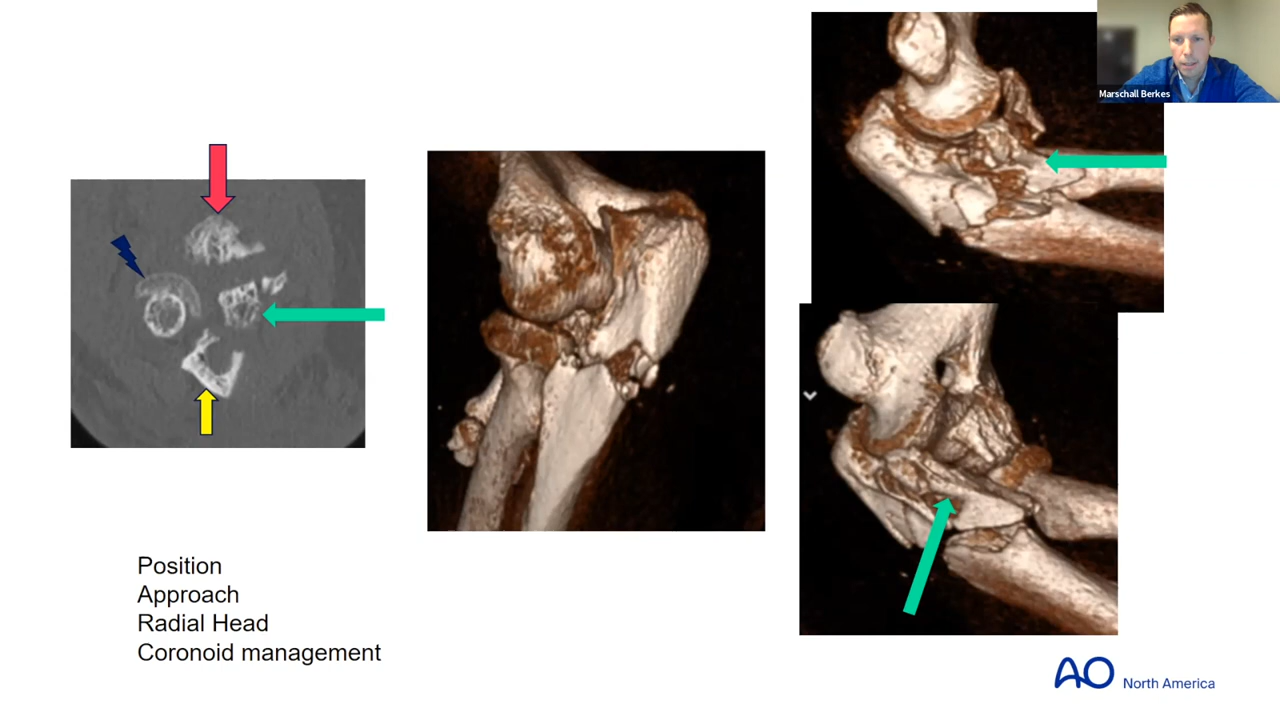 Marschall Berkes
Position
Approach
Radial Head
Coronoid management
AO
North America